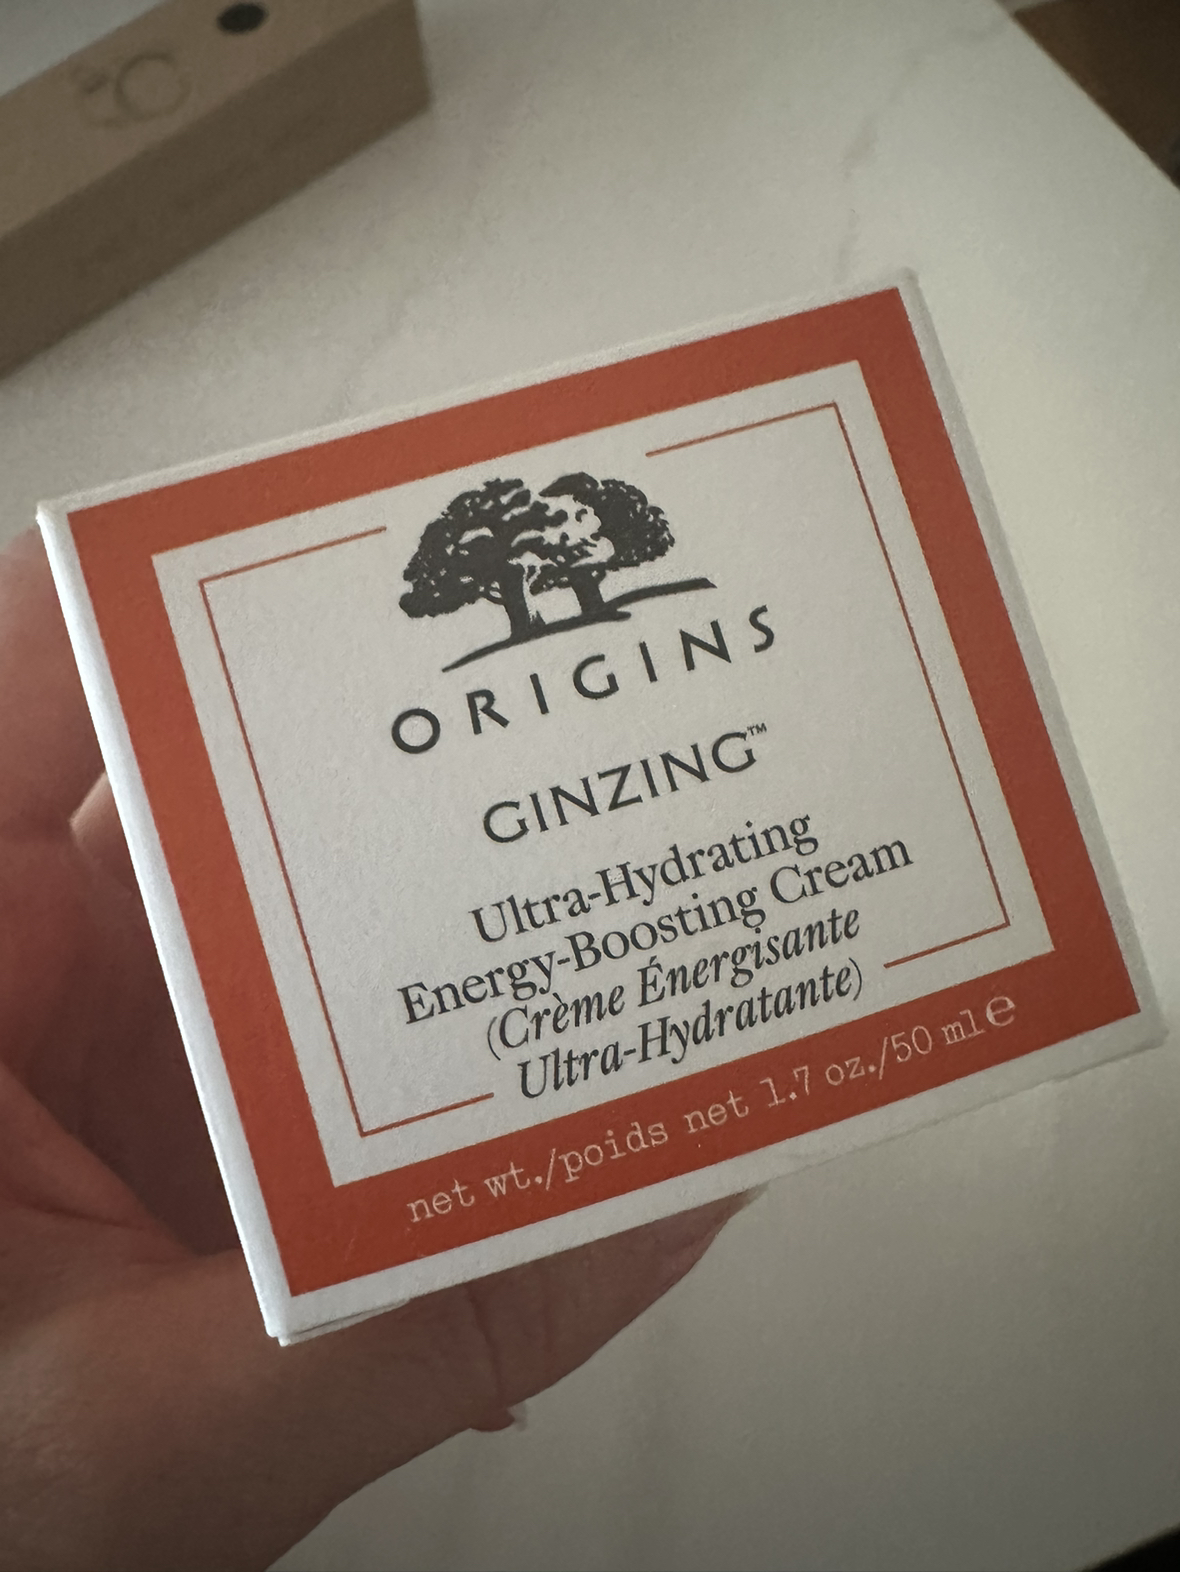 °C
ORIGINS
GINZING™
Ultra-Hydrating
Energy-Boosting Cream
(Crème Énergisante
Ultra-Hydratante)
net wt./poids net 1.7 oz./50 ml e